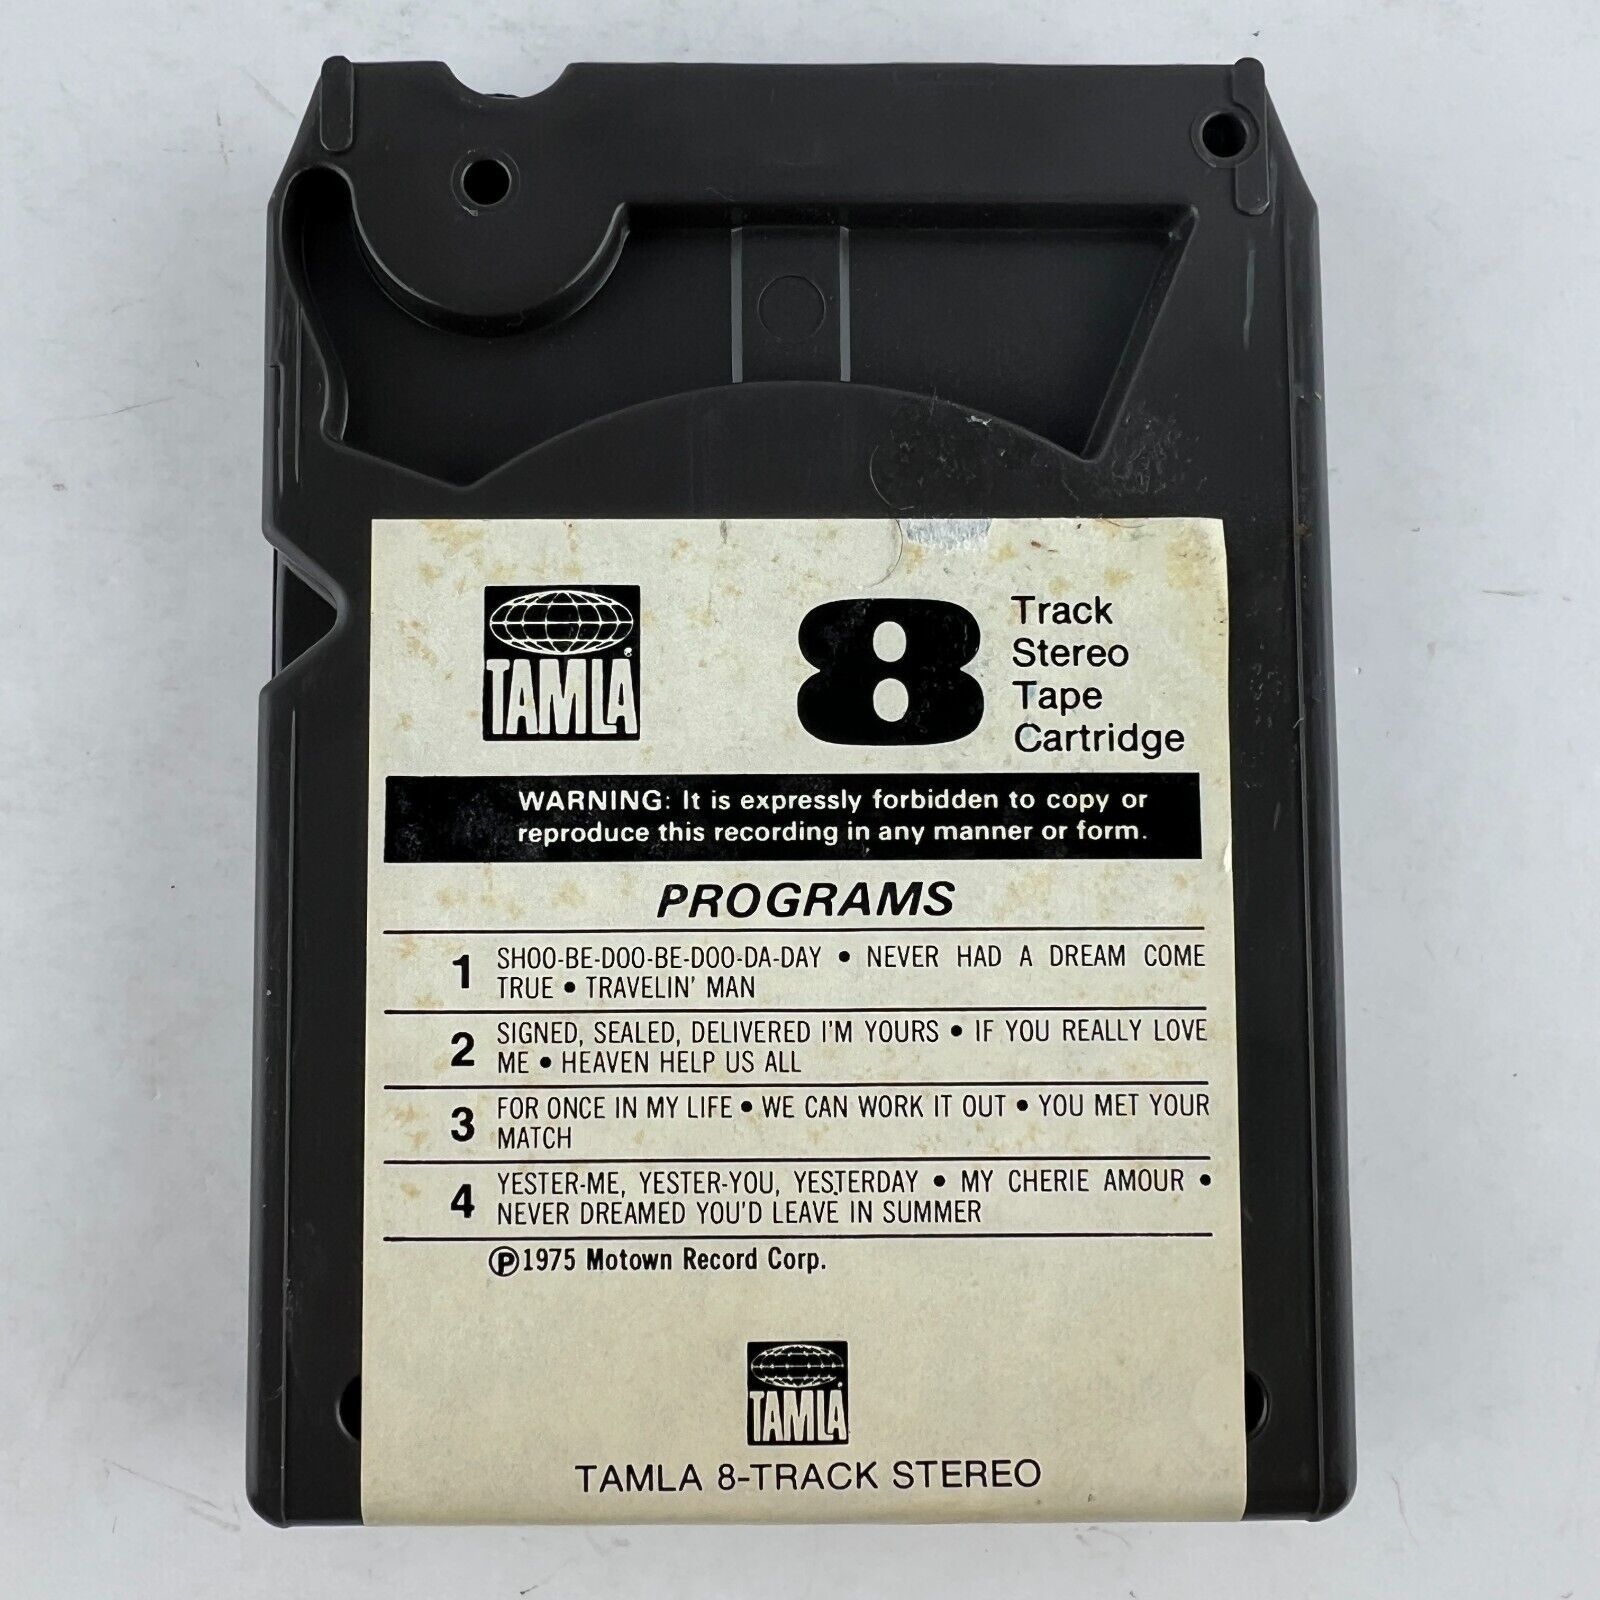 TAMLA®
8
Track
Stereo
Tape
Cartridge
WARNING: It is expressly forbidden to copy or
reproduce this recording in any manner or form.
PROGRAMS
1 SHOO-BE-DOO-BE-DOO-DA-DAY • NEVER HAD A DREAM COME
TRUE • TRAVELIN' MAN
2 SIGNED, SEALED, DELIVERED I'M YOURS • IF YOU REALLY LOVE
ME • HEAVEN HELP US ALL
3 FOR ONCE IN MY LIFE • WE CAN WORK IT OUT • YOU MET YOUR
MATCH
4 YESTER-ME, YESTER-YOU, YESTERDAY • MY CHERIE AMOUR •
NEVER DREAMED YOU'D LEAVE IN SUMMER
℗1975 Motown Record Corp.
TAMLA®
TAMLA 8-TRACK STEREO